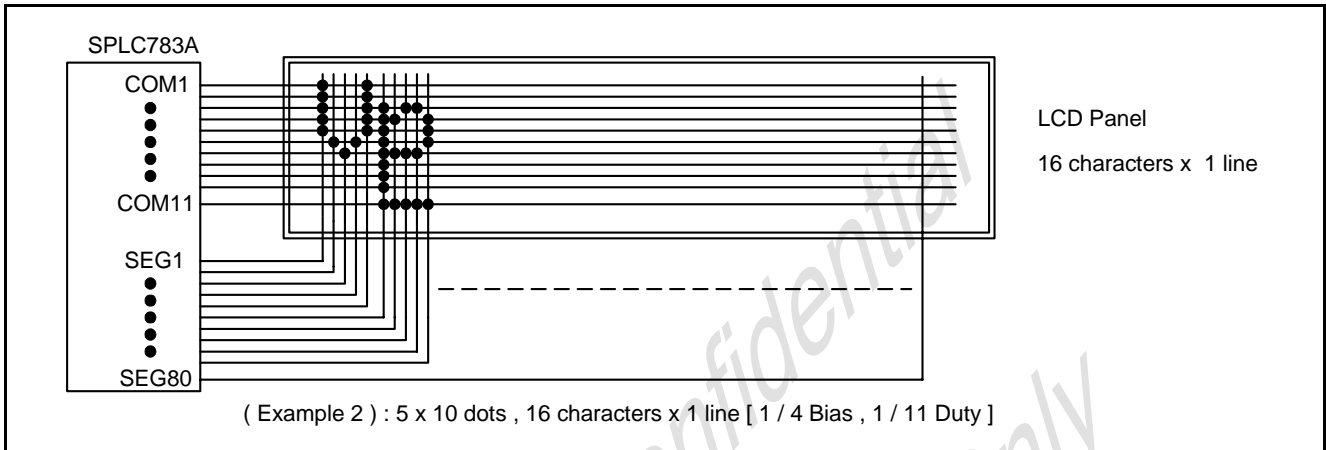 SPLC783A
COM1
COM11
SEG1
SEG80
LCD Panel
16 characters x 1 line
( Example 2 ) : 5 x 10 dots , 16 characters x 1 line [ 1 / 4 Bias , 1 / 11 Duty ]